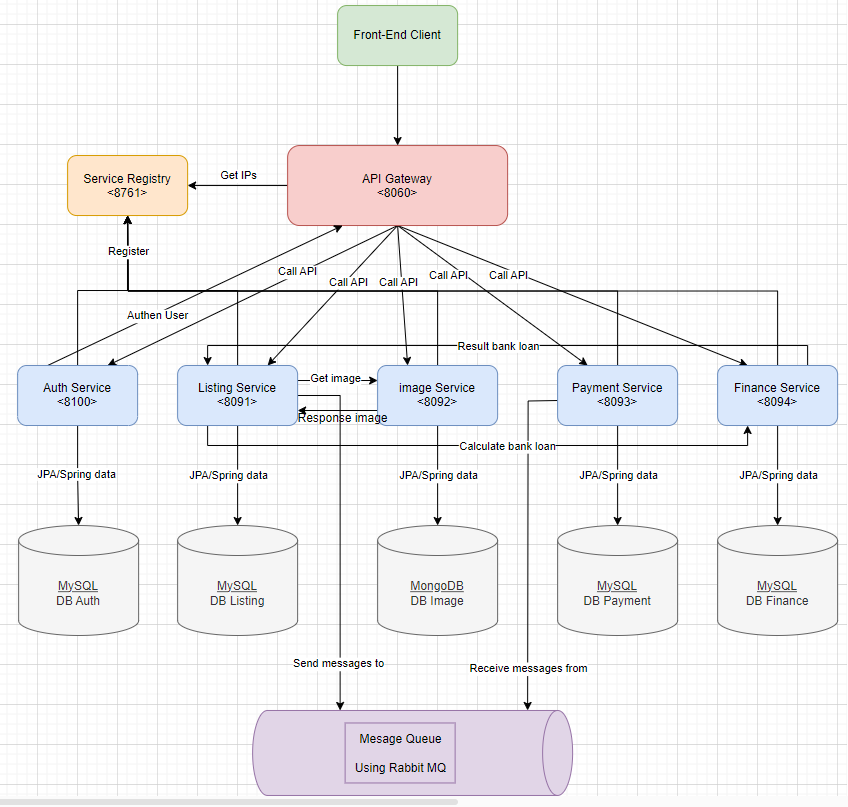 Front-End Client
Service Registry
<8761>
Get IPs
API Gateway
<8060>
Register
Call API
Call API
Call API
Call API
Call API
Authen User
Result bank loan
Auth Service
<8100>
Listing Service
<8091>
Get image
image Service
<8092>
Payment Service
<8093>
Finance Service
<8094>
Response image
Calculate bank loan
JPA/Spring data
JPA/Spring data
JPA/Spring data
JPA/Spring data
JPA/Spring data
MySQL
DB Auth
MySQL
DB Listing
MongoDB
DB Image
MySQL
DB Payment
MySQL
DB Finance
Send messages to
Receive messages from
Mesage Queue
Using Rabbit MQ